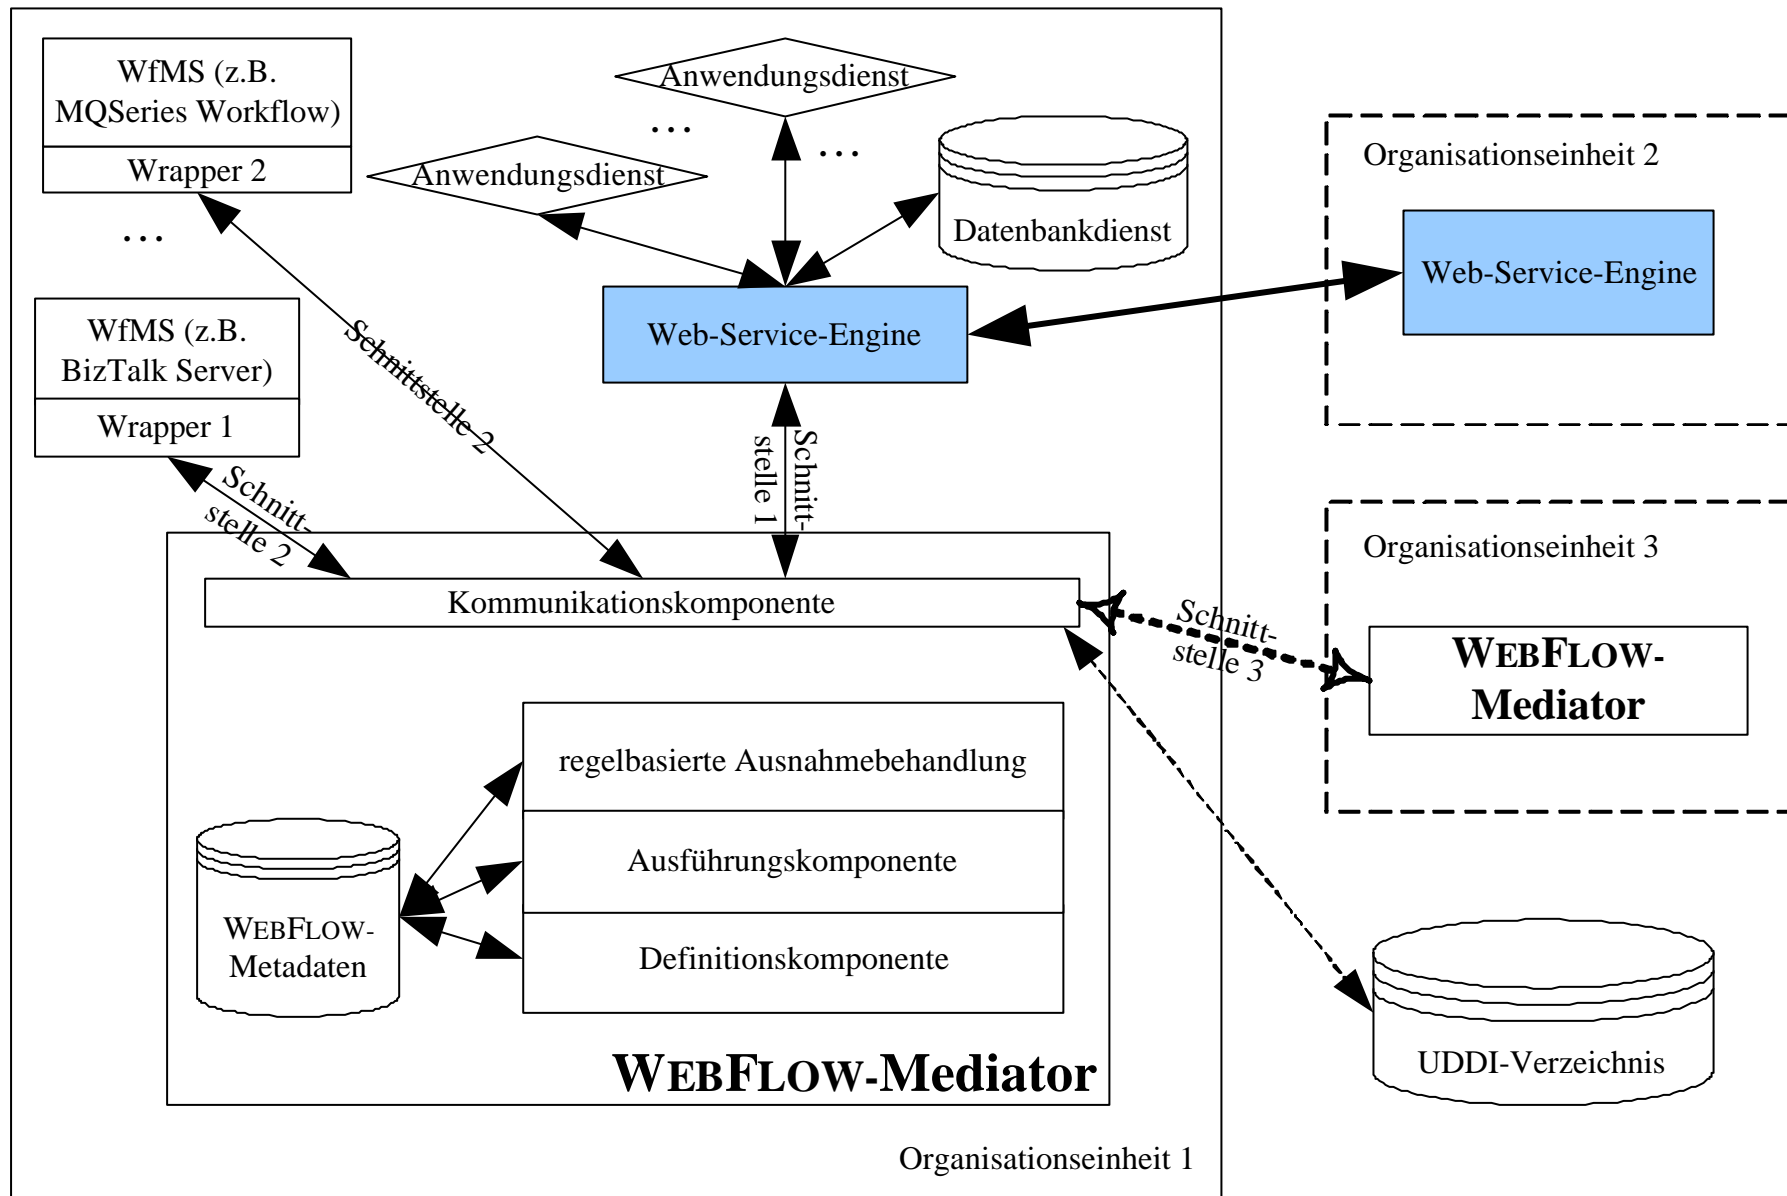 WfMS (z.B.
MQSeries Workflow)
Wrapper 2
…
WfMS (z.B.
BizTalk Server)
Wrapper 1
Anwendungsdienst
…
Anwendungsdienst
…
Datenbankdienst
Web-Service-Engine
Schnittstelle 2
Schnitt-
stelle 2
Schnitt-
stelle 1
Kommunikationskomponente
regelbasierte Ausnahmebehandlung
Ausführungskomponente
Definitionskomponente
WEBFLOW-
Metadaten
WEBFLOW-Mediator
Organisationseinheit 1
Organisationseinheit 2
Web-Service-Engine
Organisationseinheit 3
Schnitt-
stelle 3
WEBFLOW-
Mediator
UDDI-Verzeichnis